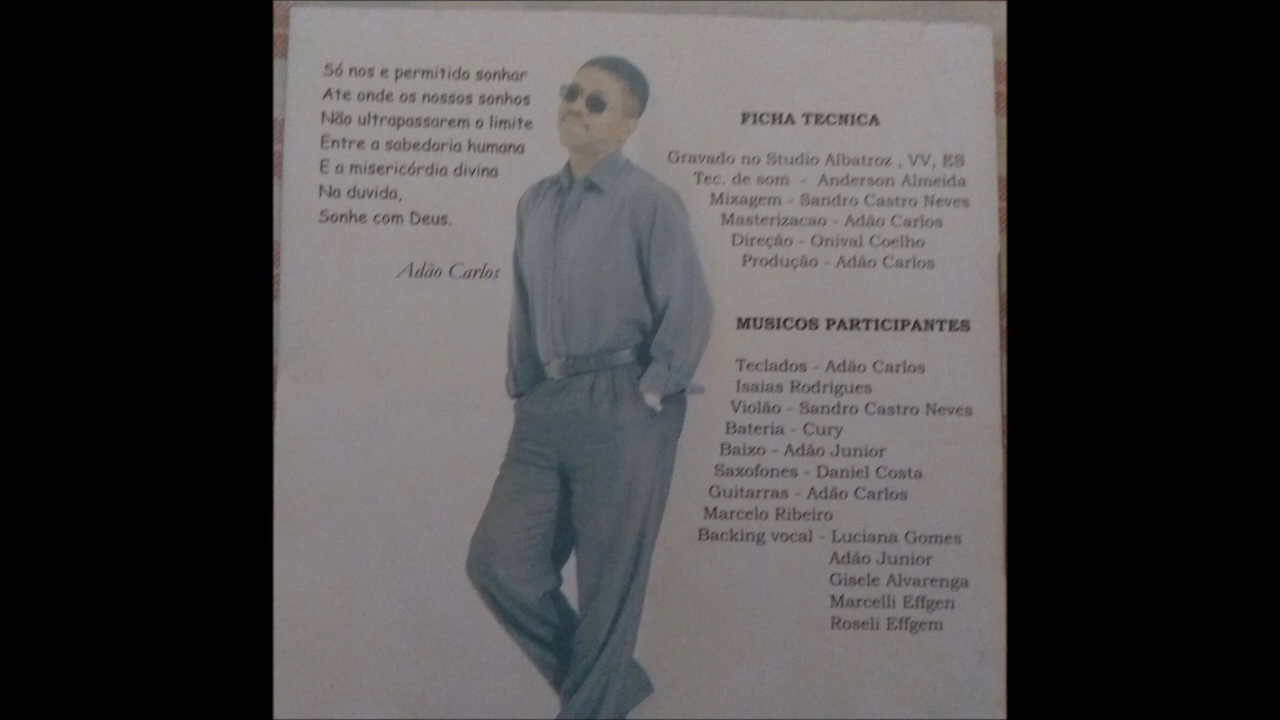 Só nos e permitido sonhar
Ate onde os nossos sonhos
Não ultrapassarem o limite
Entre a sabedoria humana
E a misericórdia divina
Na duvida,
Sonhe com Deus.
Adão Carlos
FICHA TECNICA
Gravado no Studio Albatroz , VV, ES
Tec. de som - Anderson Almeida
Mixagem - Sandro Castro Neves
Masterizacao - Adão Carlos
Direção - Onival Coelho
Produção - Adão Carlos
MUSICOS PARTICIPANTES
Teclados - Adão Carlos
Isaias Rodrigues
Violão - Sandro Castro Neves
Bateria - Cury
Baixo - Adão Junior
Saxofones - Daniel Costa
Guitarras - Adão Carlos
Marcelo Ribeiro
Backing vocal - Luciana Gomes
Adão Junior
Gisele Alvarenga
Marcelli Effgen
Roseli Effgem